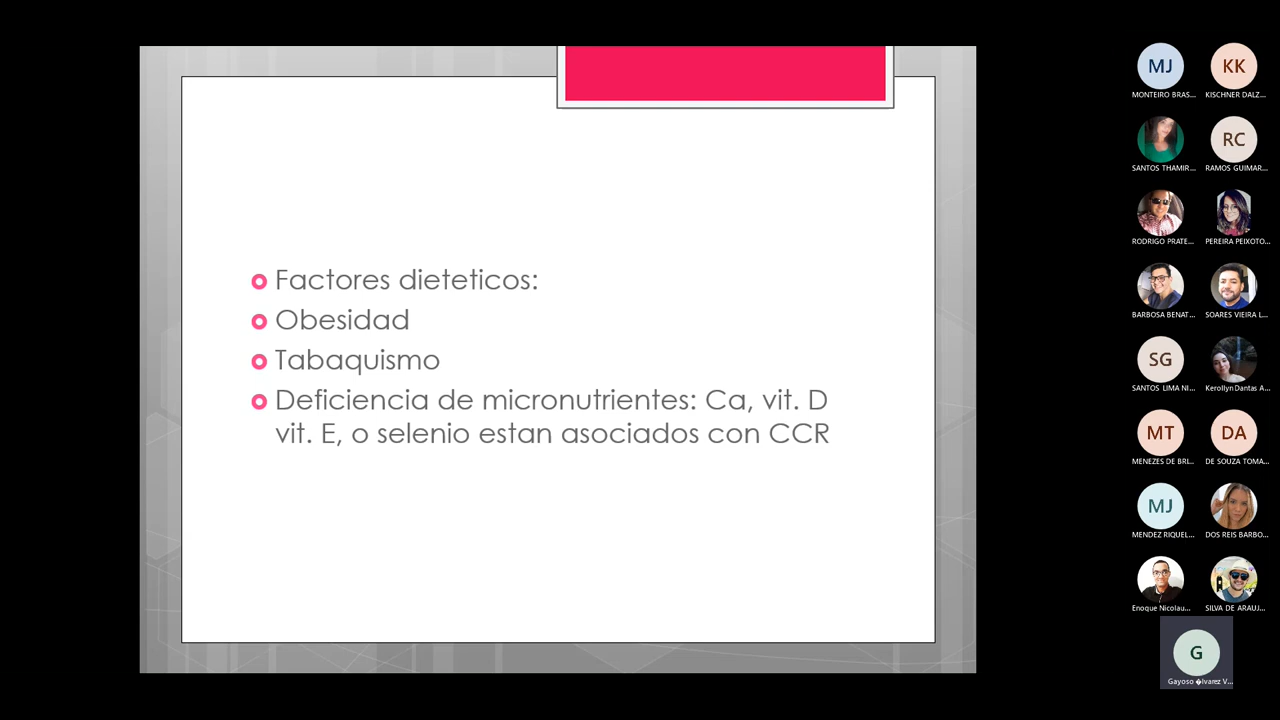 Factores dieteticos:
Obesidad
Tabaquismo
Deficiencia de micronutrientes: Ca, vit. D
vit. E, o selenio estan asociados con CCR
MJ
KK
MONTEIRO BRAS...
KISCHNER DALZ...
RC
SANTOS THAMIR...
RAMOS GUIMAR...
RODRIGO PRATE...
PEREIRA PEIXOTO...
BARBOSA BENAT...
SOARES VIEIRA L...
SG
SANTOS LIMA NI...
Kerollyn Dantas A...
MT
DA
MENEZES DE BRI...
DE SOUZA TOMA...
MJ
MENDEZ RIQUEL...
DOS REIS BARBO...
Enoque Nicolau...
SILVA DE ARAUJ...
G
Gayoso �lvarez V...